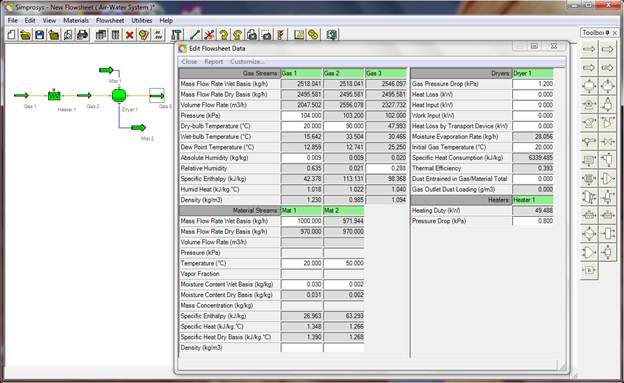 Simprosys - New Flowsheet ( Air-Water System )*
File Edit View Materials Flowsheet Utilities Help
Toolbox
Mat 1
Gas 1
Heater 1
Gas 2
Dryer 1
Gas 3
Mat 2
Edit Flowsheet Data
Close Report Customize...
Gas Streams Gas 1 Gas 2 Gas 3
Mass Flow Rate Wet Basis (kg/h) 2518.041 2518.041 2546.097
Mass Flow Rate Dry Basis (kg/h) 2495.581 2495.581 2495.581
Volume Flow Rate (m3/h) 2047.502 2556.078 2327.732
Pressure (kPa) 104.000 103.200 102.000
Dry-bulb Temperature (°C) 20.000 90.000 47.993
Wet-bulb Temperature (°C) 15.642 33.504 30.466
Dew Point Temperature (°C) 12.859 12.741 25.250
Absolute Humidity (kg/kg) 0.009 0.009 0.020
Relative Humidity 0.635 0.021 0.288
Specific Enthalpy (kJ/kg) 42.378 113.131 98.368
Humid Heat (kJ/kg.°C) 1.018 1.022 1.040
Density (kg/m3) 1.230 0.985 1.094
Material Streams Mat 1 Mat 2
Mass Flow Rate Wet Basis (kg/h) 1000.000 971.944
Mass Flow Rate Dry Basis (kg/h) 970.000 970.000
Volume Flow Rate (m3/h)
Pressure (kPa)
Temperature (°C) 20.000 50.000
Vapor Fraction
Moisture Content Wet Basis (kg/kg) 0.030 0.002
Moisture Content Dry Basis (kg/kg) 0.031 0.002
Mass Concentration (kg/kg)
Specific Enthalpy (kJ/kg) 26.963 63.293
Specific Heat (kJ/kg.°C) 1.348 1.266
Specific Heat Dry Basis (kJ/kg.°C) 1.390 1.268
Density (kg/m3)
Dryers: Dryer 1
Gas Pressure Drop (kPa) 1.200
Heat Loss (kW) 0.000
Heat Input (kW) 0.000
Work Input (kW) 0.000
Heat Loss by Transport Device (kW) 0.000
Moisture Evaporation Rate (kg/h) 28.056
Initial Gas Temperature (°C) 20.000
Specific Heat Consumption (kJ/kg) 6339.485
Thermal Efficiency 0.393
Dust Entrained in Gas/Material Total 0.000
Gas Outlet Dust Loading (g/m3) 0.000
Heaters: Heater 1
Heating Duty (kW) 49.488
Pressure Drop (kPa) 0.800